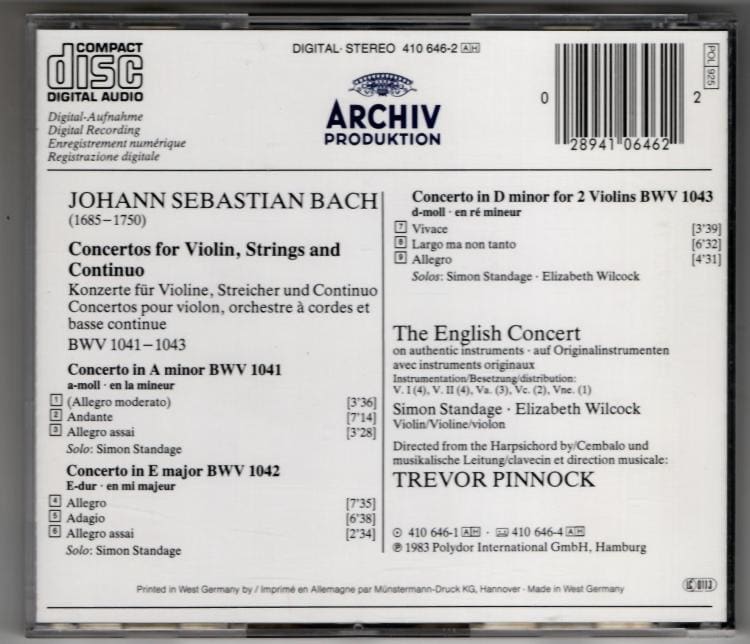 COMPACT
disc
DIGITAL AUDIO
DIGITAL · STEREO 410 646-2 AH
ARCHIV
PRODUKTION
0
28941 06462
2
POL 925
Digital-Aufnahme
Digital Recording
Enregistrement numérique
Registrazione digitale
JOHANN SEBASTIAN BACH
(1685–1750)
Concertos for Violin, Strings and
Continuo
Konzerte für Violine, Streicher und Continuo
Concertos pour violon, orchestre à cordes et
basse continue
BWV 1041–1043
Concerto in A minor BWV 1041
a-moll · en la mineur
1 (Allegro moderato) [3'36]
2 Andante [7'14]
3 Allegro assai [3'28]
Solo: Simon Standage
Concerto in E major BWV 1042
E-dur · en mi majeur
4 Allegro [7'35]
5 Adagio [6'38]
6 Allegro assai [2'34]
Solo: Simon Standage
Concerto in D minor for 2 Violins BWV 1043
d-moll · en ré mineur
7 Vivace [3'39]
8 Largo ma non tanto [6'32]
9 Allegro [4'31]
Solos: Simon Standage · Elizabeth Wilcock
The English Concert
on authentic instruments · auf Originalinstrumenten
avec instruments originaux
Instrumentation/Besetzung/distribution:
V. I (4), V. II (4), Va. (3), Vc. (2), Vne. (1)
Simon Standage · Elizabeth Wilcock
Violin/Violine/violon
Directed from the Harpsichord by/Cembalo und
musikalische Leitung/clavecin et direction musicale:
TREVOR PINNOCK
410 646-1 AH · 410 646-4 AH
℗ 1983 Polydor International GmbH, Hamburg
Printed in West Germany by / Imprimé en Allemagne par Münstermann-Druck KG, Hannover · Made in West Germany
0113